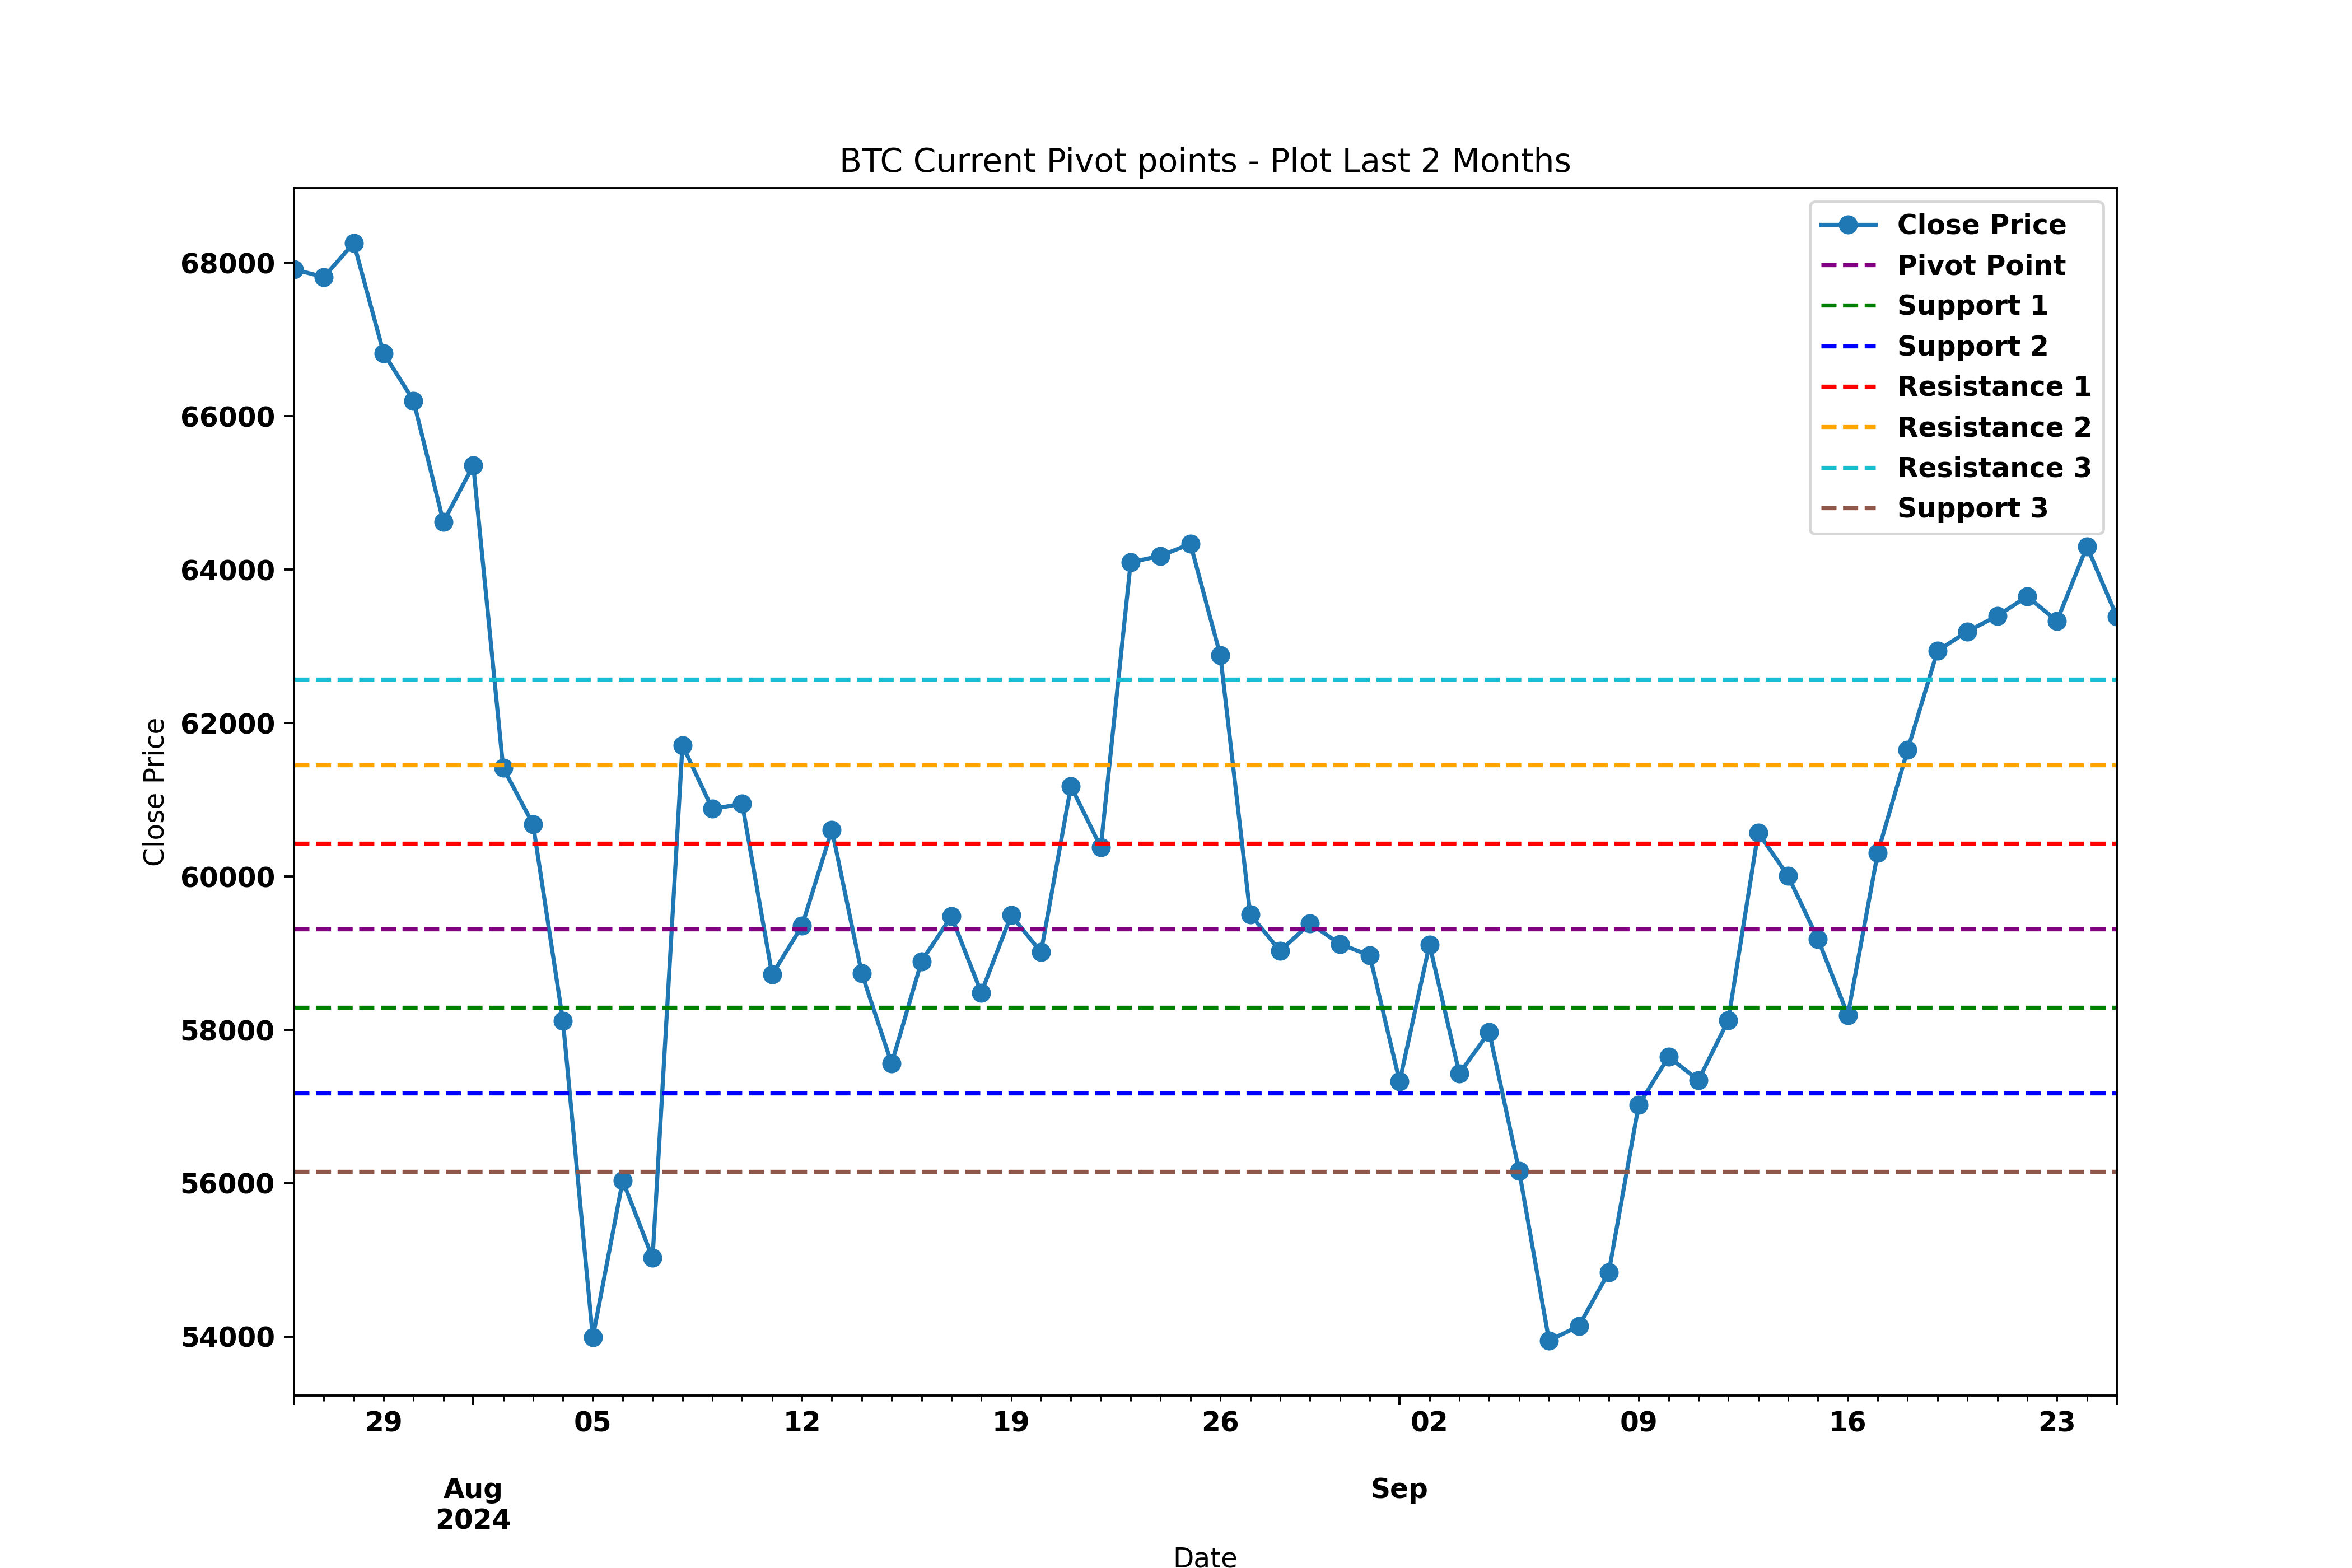 BTC Current Pivot points - Plot Last 2 Months
Close Price
68000
66000
64000
62000
60000
58000
56000
54000
Close Price
Pivot Point
Support 1
Support 2
Resistance 1
Resistance 2
Resistance 3
Support 3
29 05 12 19 26 02 09 16 23
Aug Sep
2024
Date